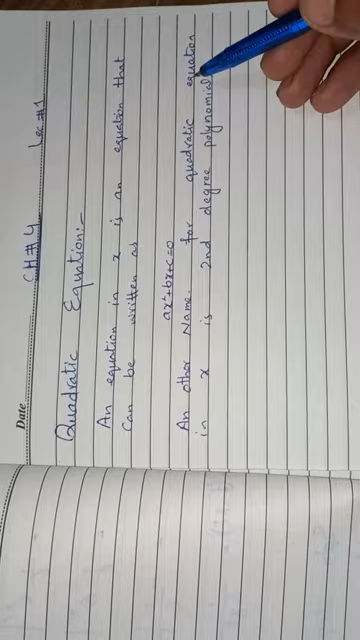 Date
CH # 4 Lec # 1
Quadratic Equation:-
An equation in x is an equation that
Can be written as
ax²+bx+c=0
An other Name for quadratic equation
in x is 2nd degree polynomial